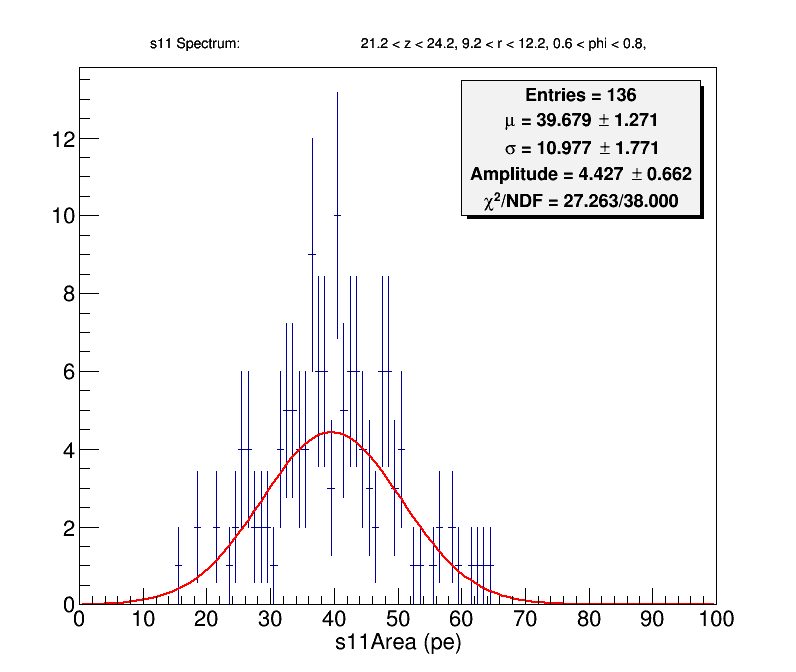 s11 Spectrum: 21.2 < z < 24.2, 9.2 < r < 12.2, 0.6 < phi < 0.8,
Entries = 136
μ = 39.679 ± 1.271
σ = 10.977 ± 1.771
Amplitude = 4.427 ± 0.662
χ²/NDF = 27.263/38.000
12
10
8
6
4
2
0
0 10 20 30 40 50 60 70 80 90 100
s11Area (pe)